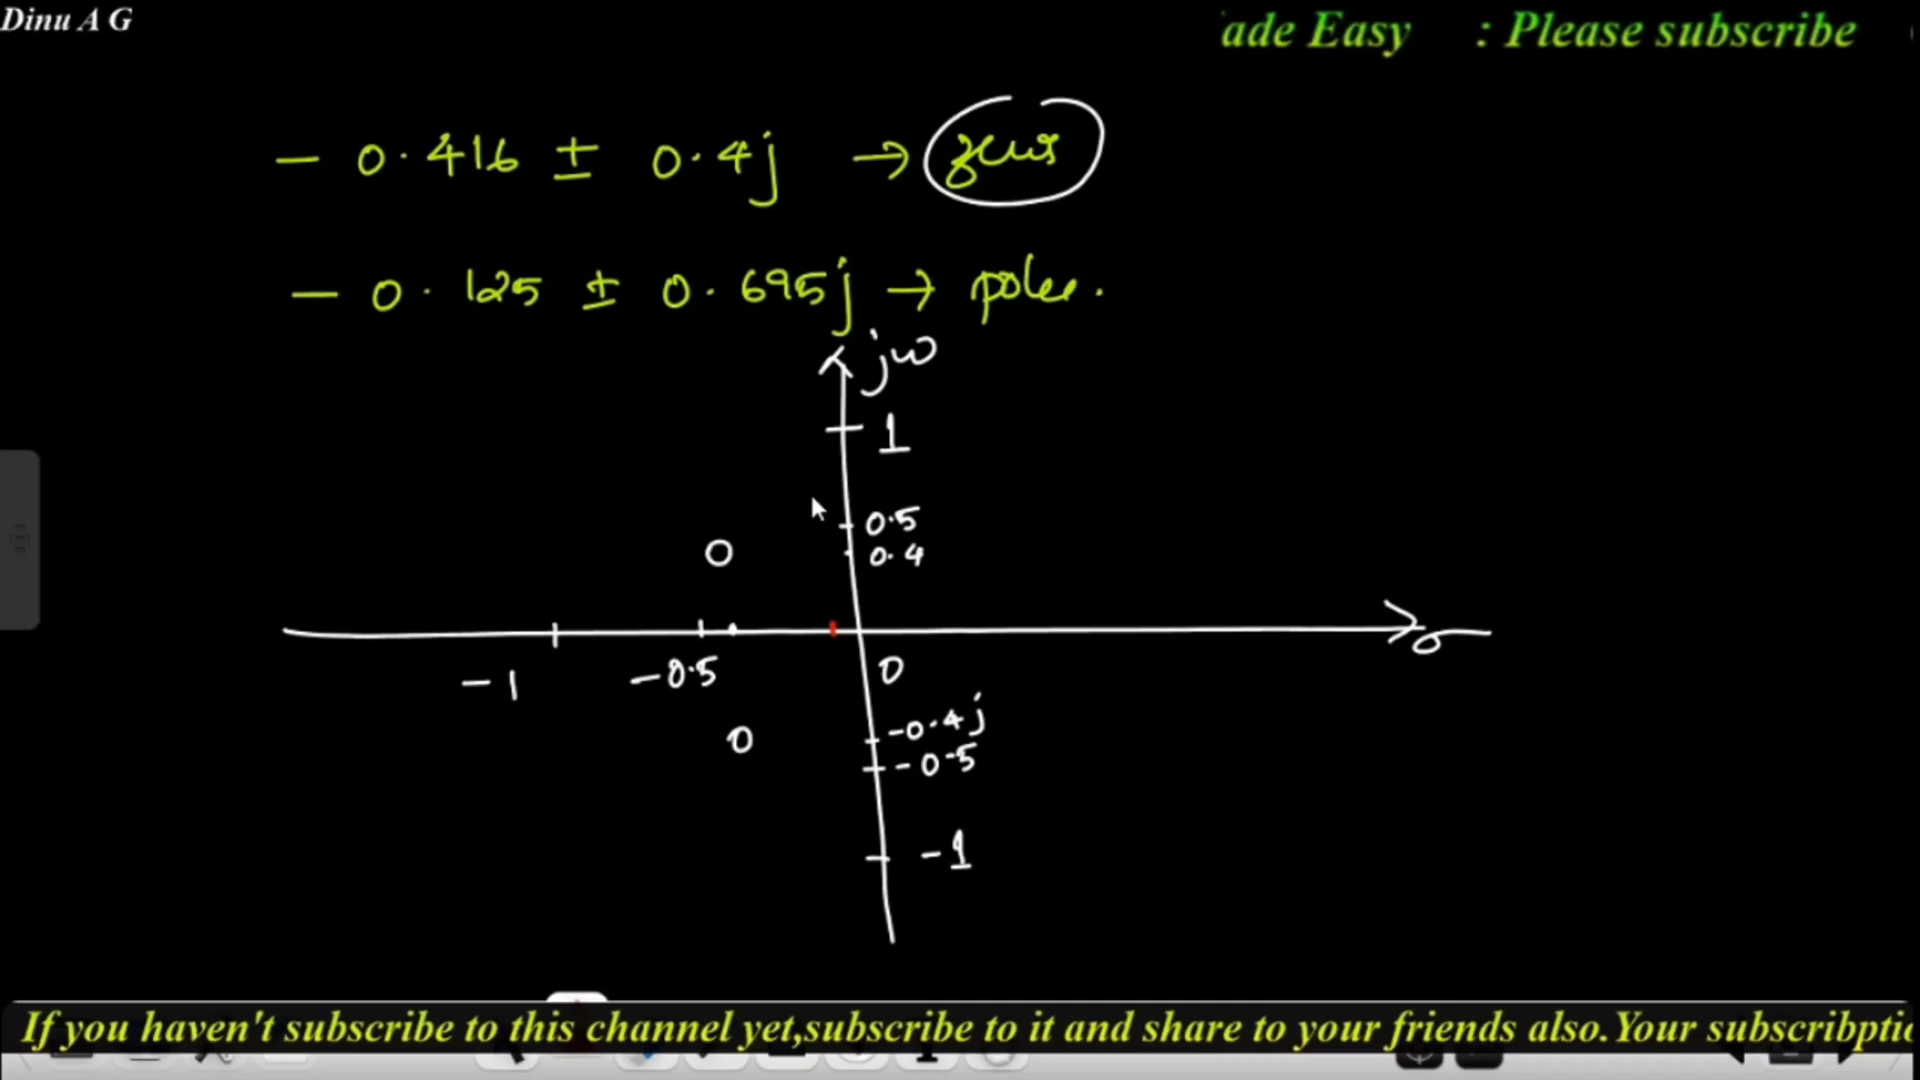 Dinu A G
ade Easy : Please subscribe
- 0.416 ± 0.4j → zeros
- 0.125 ± 0.695j → poles.
jω
1
0.5
0.4
σ
-1 -0.5 0
-0.4j
-0.5
-1
If you haven't subscribe to this channel yet,subscribe to it and share to your friends also.Your subscribptio